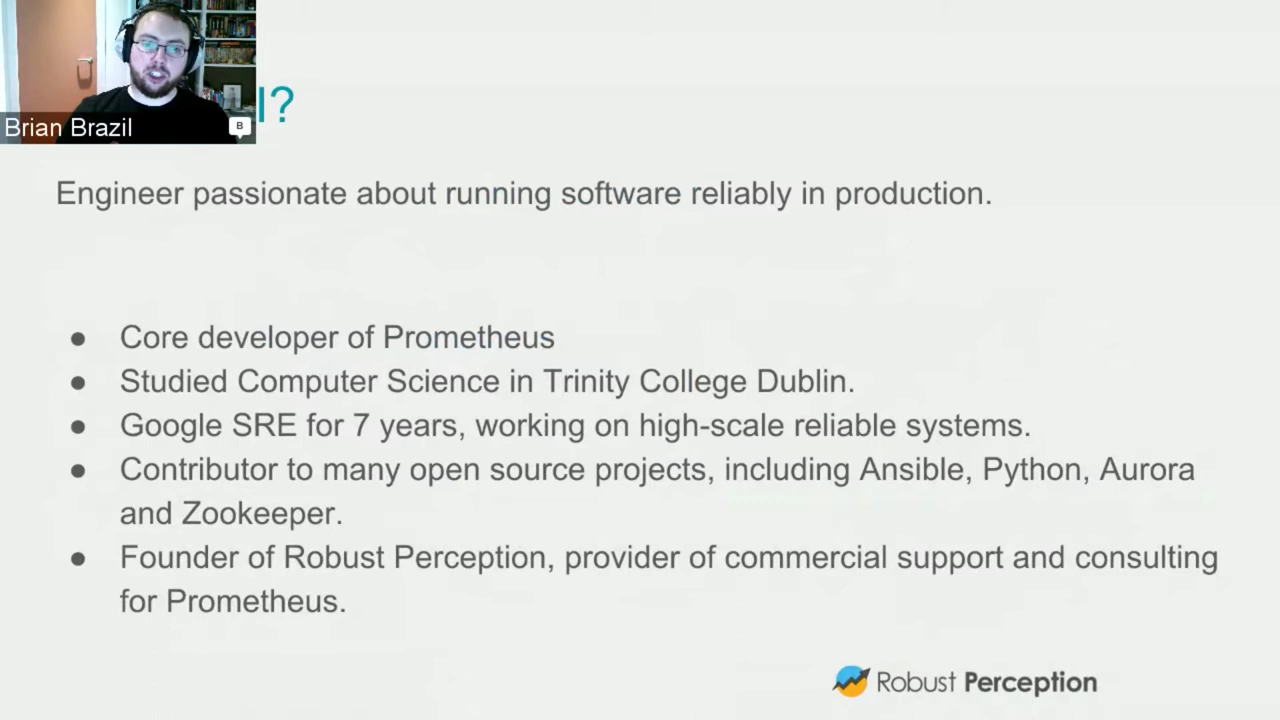 I?
Brian Brazil
B
Engineer passionate about running software reliably in production.
● Core developer of Prometheus
● Studied Computer Science in Trinity College Dublin.
● Google SRE for 7 years, working on high-scale reliable systems.
● Contributor to many open source projects, including Ansible, Python, Aurora
and Zookeeper.
● Founder of Robust Perception, provider of commercial support and consulting
for Prometheus.
Robust Perception